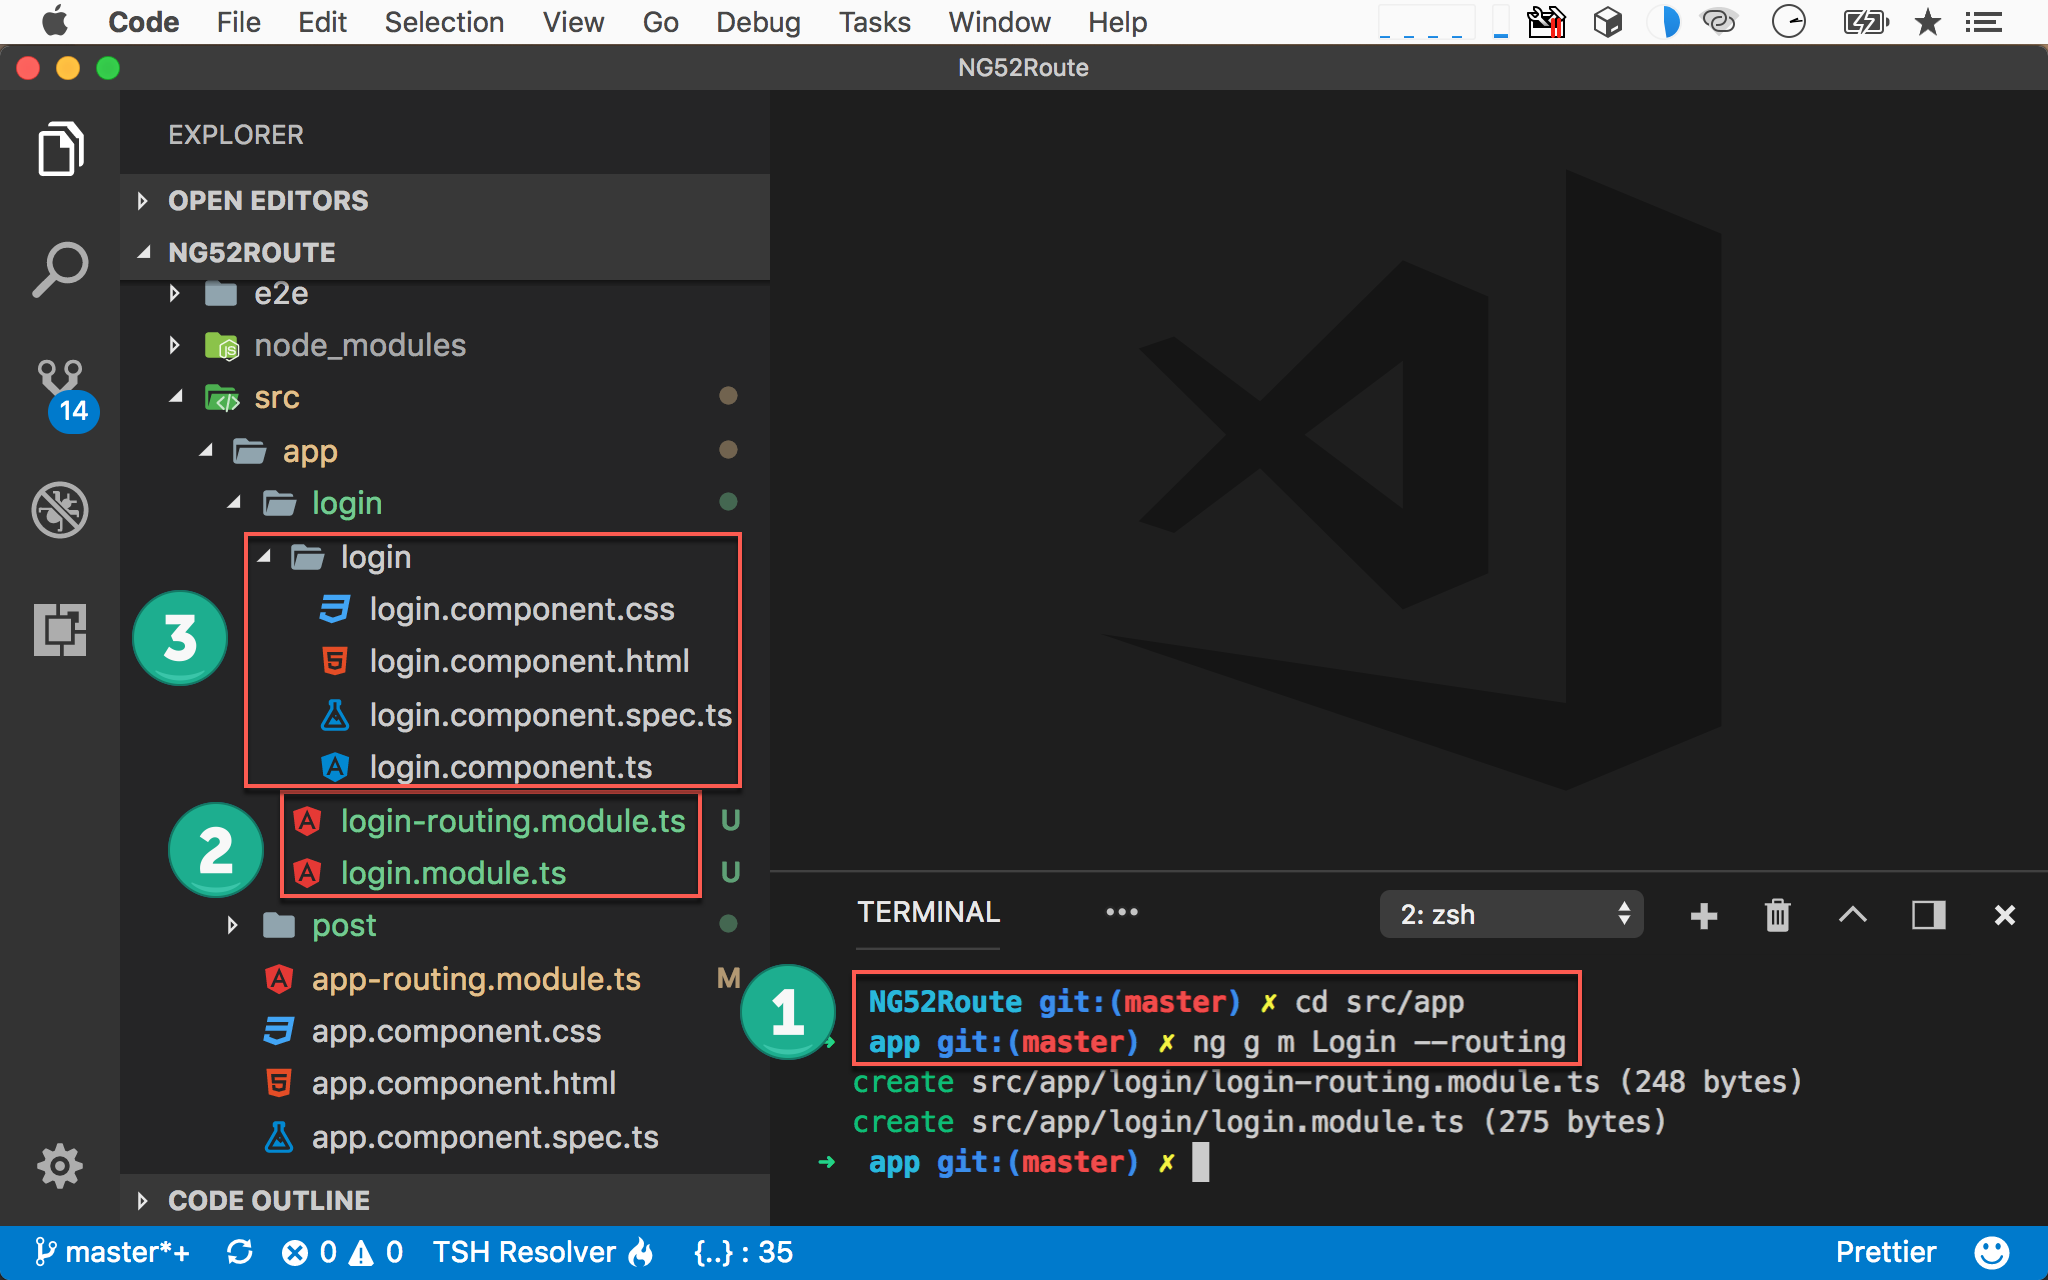 Code File Edit Selection View Go Debug Tasks Window Help
NG52Route
EXPLORER
OPEN EDITORS
NG52ROUTE
e2e
node_modules
src
app
login
login
login.component.css
login.component.html
login.component.spec.ts
login.component.ts
login-routing.module.ts U
login.module.ts U
post
app-routing.module.ts M
app.component.css
app.component.html
app.component.spec.ts
CODE OUTLINE
14
3
2
1
TERMINAL ••• 2: zsh
NG52Route git:(master) ✗ cd src/app
➜ app git:(master) ✗ ng g m Login --routing
create src/app/login/login-routing.module.ts (248 bytes)
create src/app/login/login.module.ts (275 bytes)
➜ app git:(master) ✗
master*+ 0 0 TSH Resolver {..} : 35 Prettier